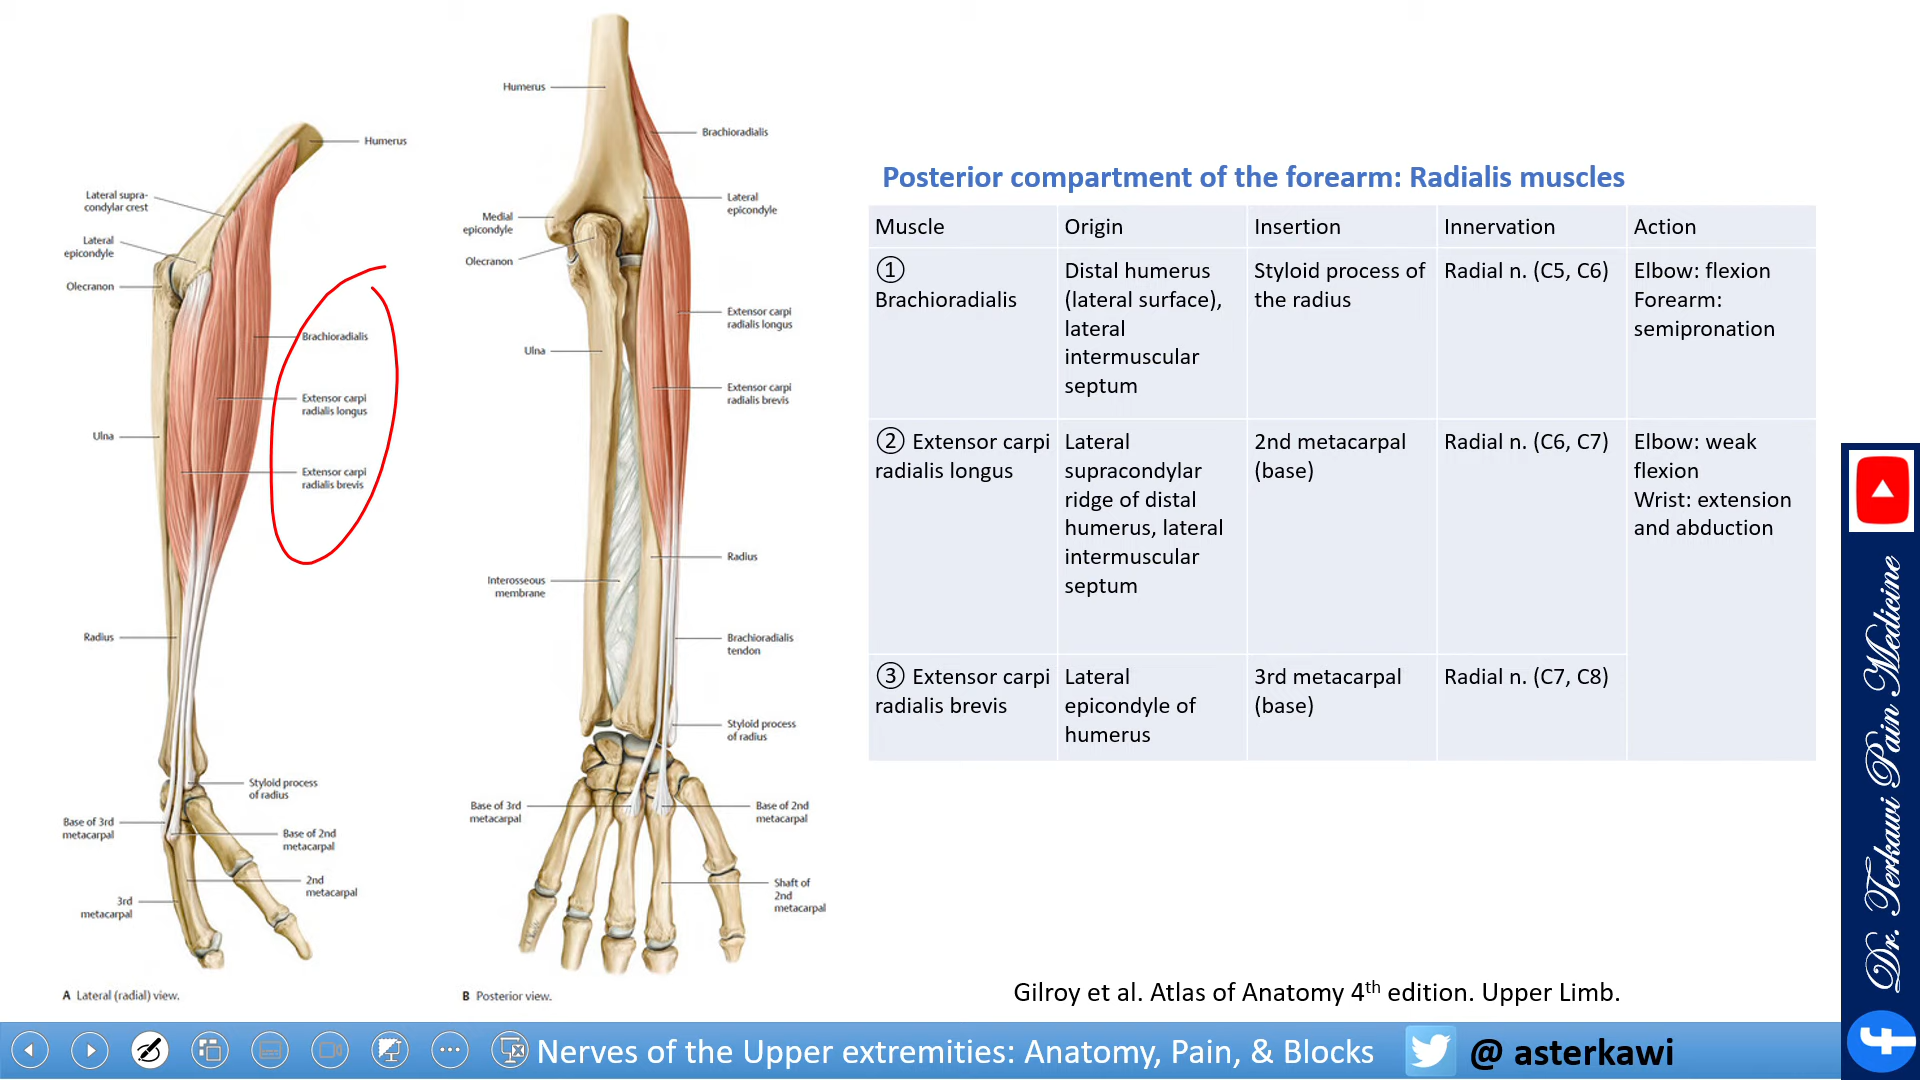 Humerus
Lateral supra-
condylar crest
Lateral
epicondyle
Olecranon
Brachioradialis
Extensor carpi
radialis longus
Ulna
Extensor carpi
radialis brevis
Radius
Styloid process
of radius
Base of 3rd
metacarpal
Base of 2nd
metacarpal
2nd
metacarpal
3rd
metacarpal
A Lateral (radial) view.
Humerus
Brachioradialis
Lateral
epicondyle
Medial
epicondyle
Olecranon
Extensor carpi
radialis longus
Ulna
Extensor carpi
radialis brevis
Radius
Interosseous
membrane
Brachioradialis
tendon
Styloid process
of radius
Base of 3rd
metacarpal
Base of 2nd
metacarpal
Shaft of
2nd
metacarpal
B Posterior view.
Posterior compartment of the forearm: Radialis muscles
Muscle Origin Insertion Innervation Action
①
Brachioradialis
Distal humerus
(lateral surface),
lateral
intermuscular
septum
Styloid process of
the radius
Radial n. (C5, C6)
Elbow: flexion
Forearm:
semipronation
② Extensor carpi
radialis longus
Lateral
supracondylar
ridge of distal
humerus, lateral
intermuscular
septum
2nd metacarpal
(base)
Radial n. (C6, C7)
Elbow: weak
flexion
Wrist: extension
and abduction
③ Extensor carpi
radialis brevis
Lateral
epicondyle of
humerus
3rd metacarpal
(base)
Radial n. (C7, C8)
Gilroy et al. Atlas of Anatomy 4th edition. Upper Limb.
Nerves of the Upper extremities: Anatomy, Pain, & Blocks
@ asterkawi
Dr. Terkawi Pain Medicine